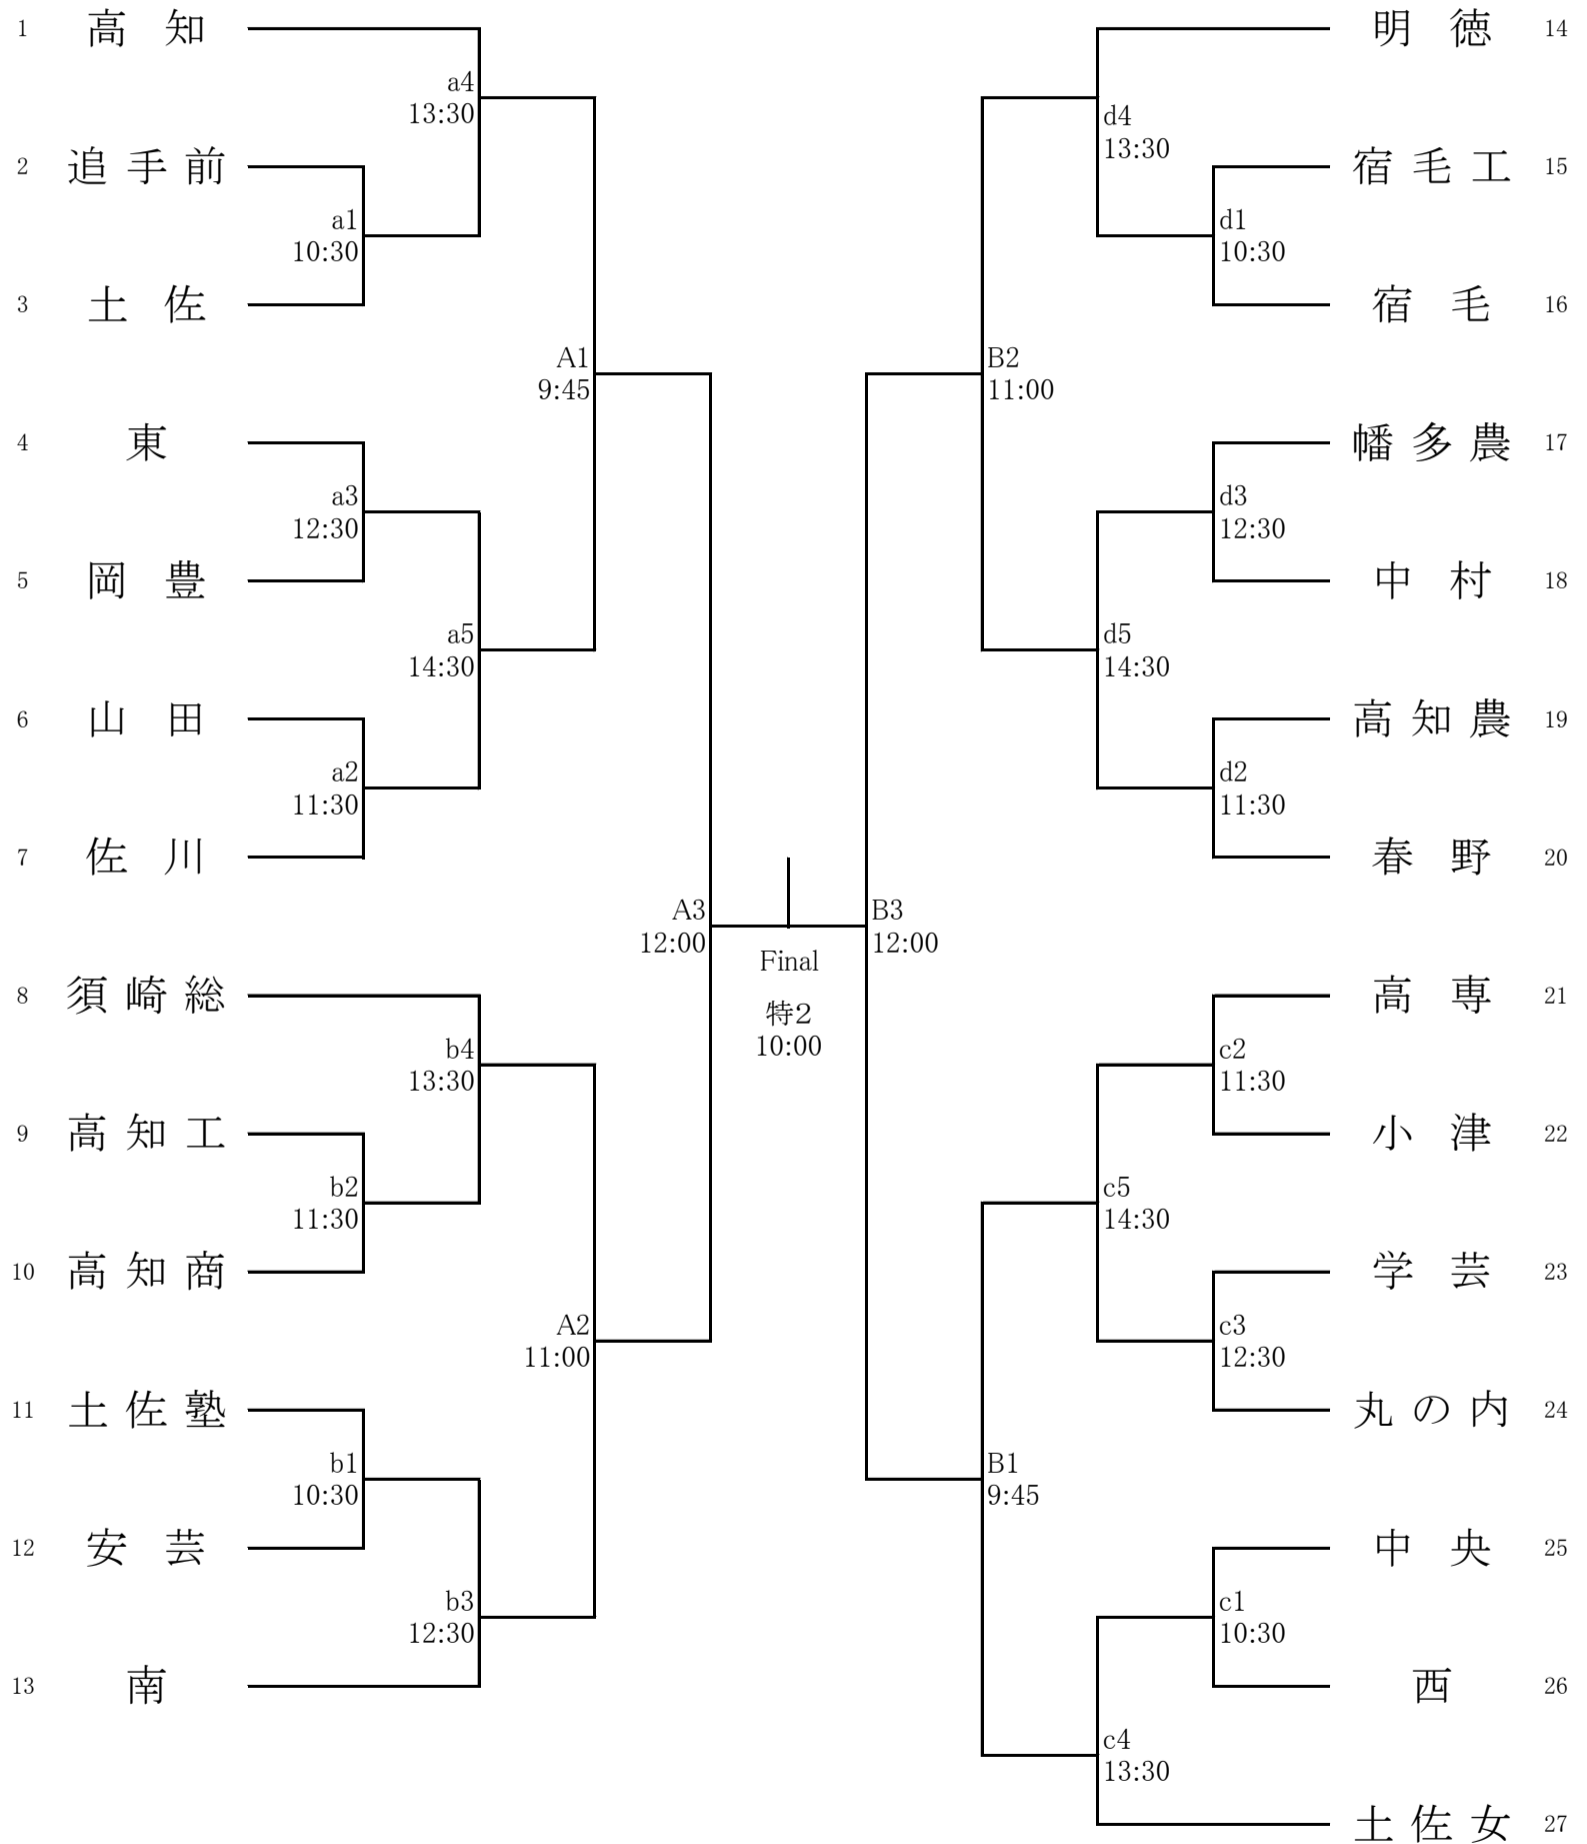 1 高 知
a4
13:30
2 追手前
a1
10:30
3 土 佐
A1
9:45
4 東
a3
12:30
5 岡 豊
a5
14:30
6 山 田
a2
11:30
7 佐 川
A3
12:00
8 須崎総
b4
13:30
9 高知工
b2
11:30
10 高知商
A2
11:00
11 土佐塾
b1
10:30
12 安 芸
b3
12:30
13 南
Final
特2
10:00
明 徳 14
d4
13:30
宿毛工 15
d1
10:30
宿 毛 16
B2
11:00
幡多農 17
d3
12:30
中 村 18
d5
14:30
高知農 19
d2
11:30
春 野 20
B3
12:00
高 専 21
c2
11:30
小 津 22
c5
14:30
学 芸 23
c3
12:30
丸の内 24
B1
9:45
中 央 25
c1
10:30
西 26
c4
13:30
土佐女 27